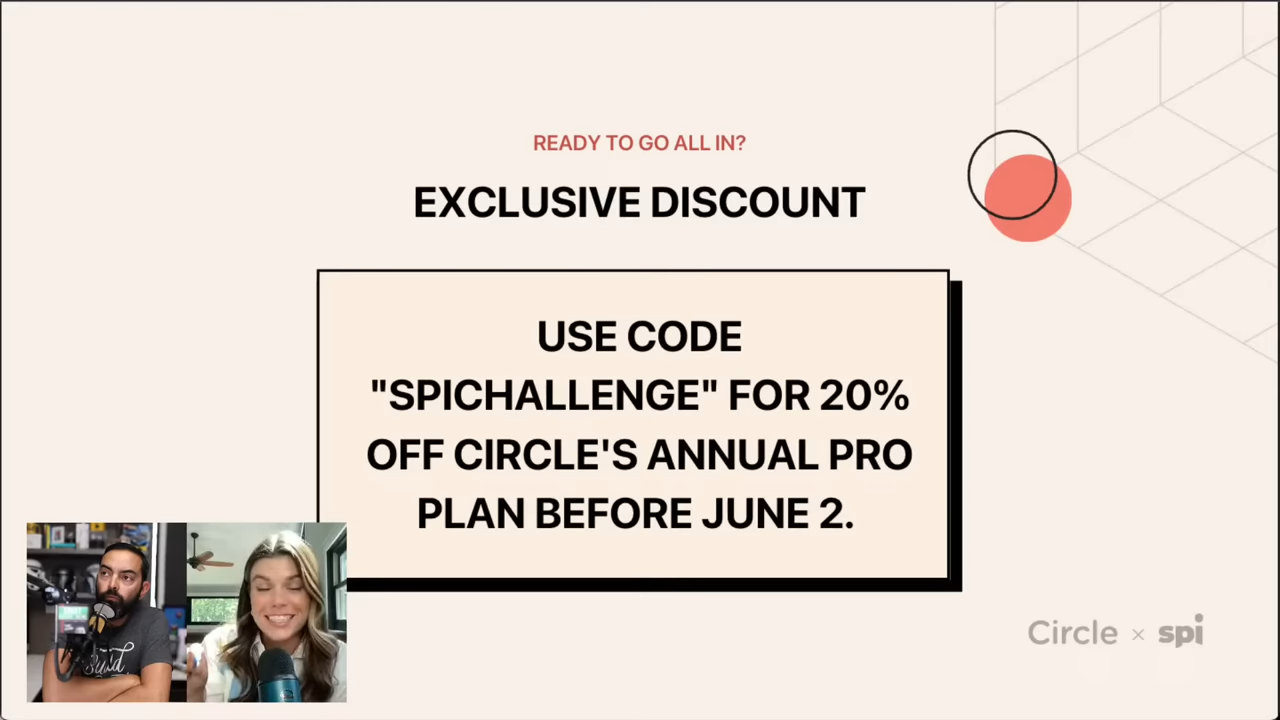 READY TO GO ALL IN?
EXCLUSIVE DISCOUNT
USE CODE
"SPICHALLENGE" FOR 20%
OFF CIRCLE'S ANNUAL PRO
PLAN BEFORE JUNE 2.
Build
Circle × spi